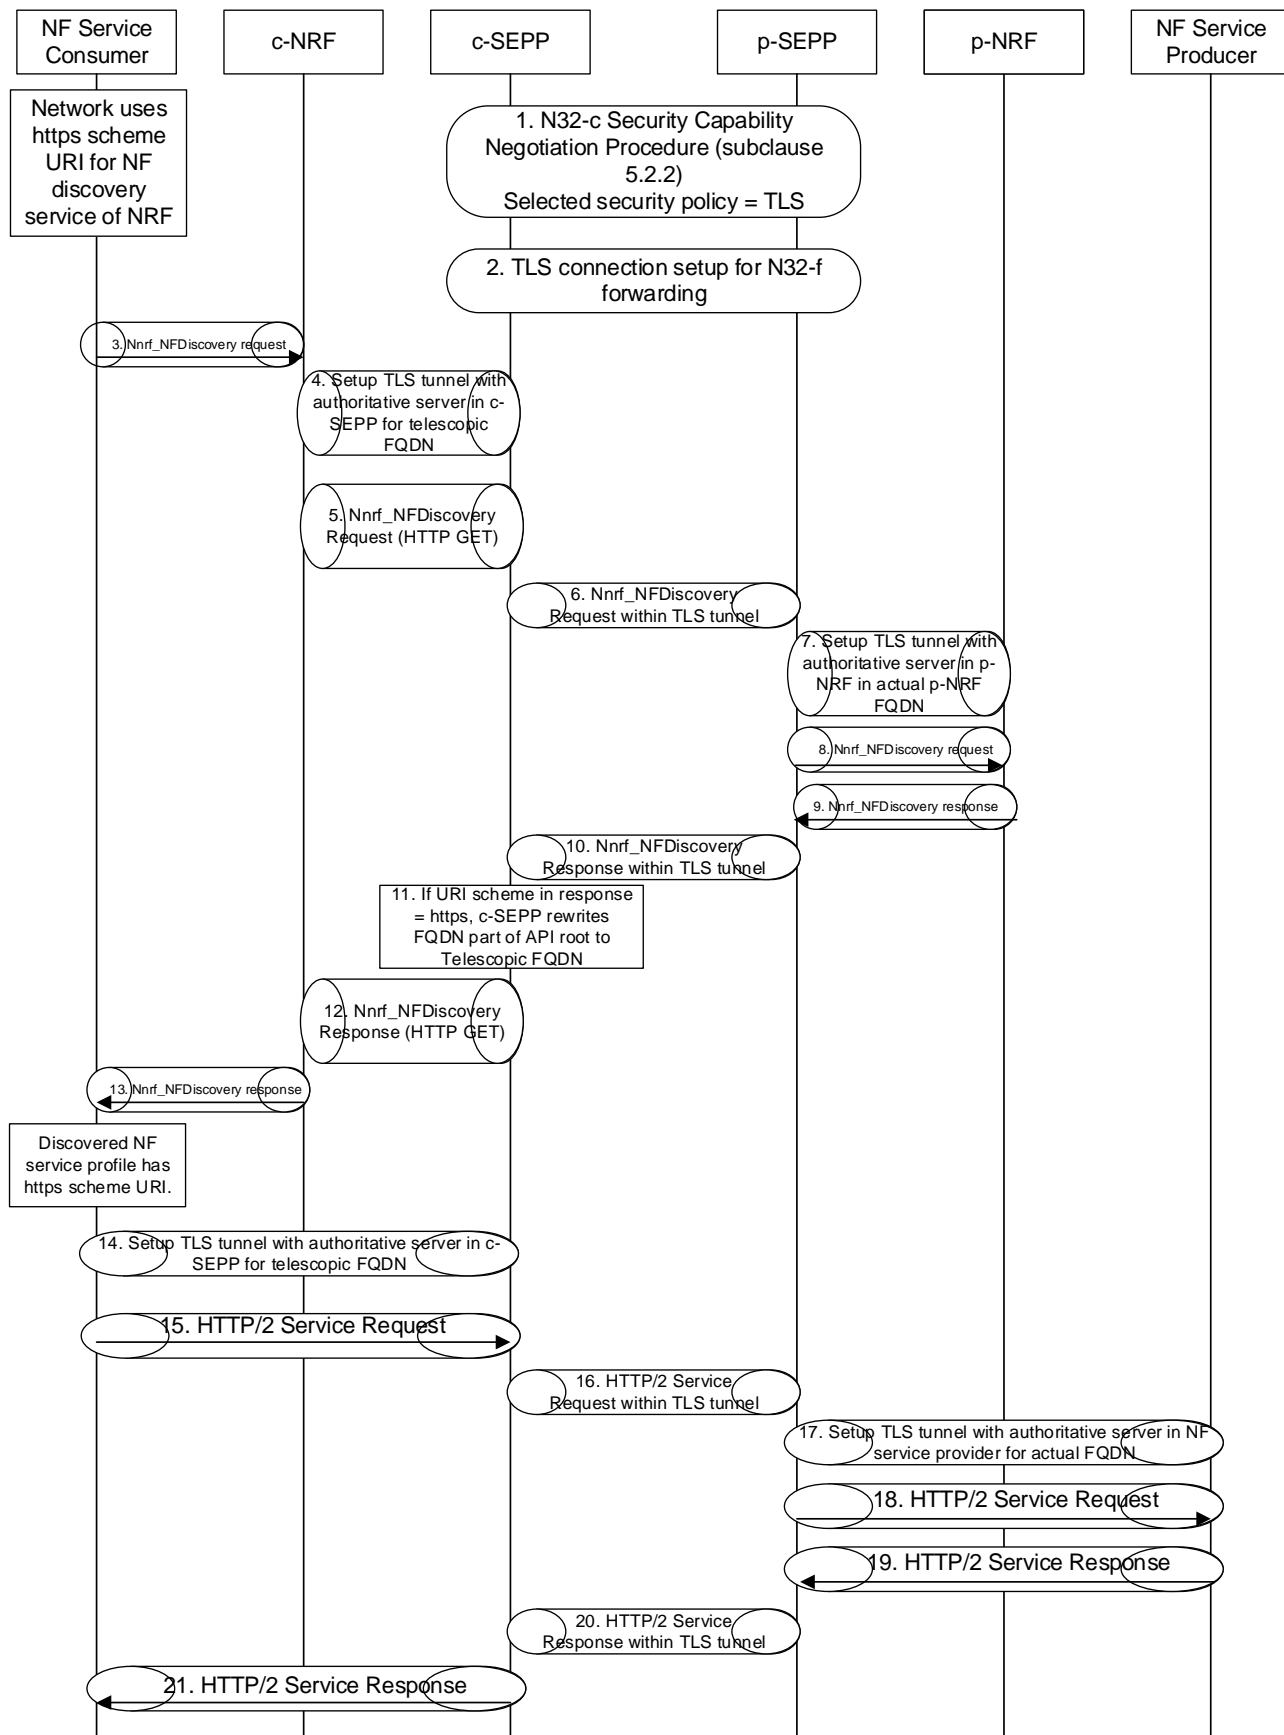 NF Service
Consumer
c-NRF
c-SEPP
p-SEPP
p-NRF
NF Service
Producer
Network uses
https scheme
URI for NF
discovery
service of NRF
1. N32-c Security Capability
Negotiation Procedure (subclause
5.2.2)
Selected security policy = TLS
2. TLS connection setup for N32-f
forwarding
3. Nnrf_NFDiscovery request
4. Setup TLS tunnel with
authoritative server in c-
SEPP for telescopic
FQDN
5. Nnrf_NFDiscovery
Request (HTTP GET)
6. Nnrf_NFDiscovery
Request within TLS tunnel
7. Setup TLS tunnel with
authoritative server in p-
NRF in actual p-NRF
FQDN
8. Nnrf_NFDiscovery request
9. Nnrf_NFDiscovery response
10. Nnrf_NFDiscovery
Response within TLS tunnel
11. If URI scheme in response
= https, c-SEPP rewrites
FQDN part of API root to
Telescopic FQDN
12. Nnrf_NFDiscovery
Response (HTTP GET)
13. Nnrf_NFDiscovery response
Discovered NF
service profile has
https scheme URI.
14. Setup TLS tunnel with authoritative server in c-
SEPP for telescopic FQDN
15. HTTP/2 Service Request
16. HTTP/2 Service
Request within TLS tunnel
17. Setup TLS tunnel with authoritative server in NF
service provider for actual FQDN
18. HTTP/2 Service Request
19. HTTP/2 Service Response
20. HTTP/2 Service
Response within TLS tunnel
21. HTTP/2 Service Response